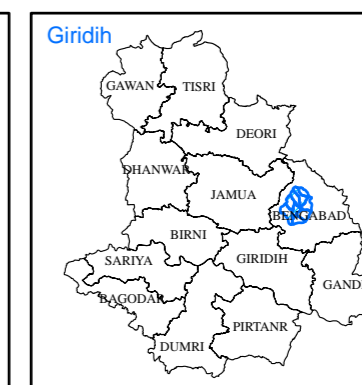 Giridih
GAWAN
TISRI
DEORI
DHANWAR
JAMUA
BENGABAD
BIRNI
SARIYA
GIRIDIH
GAND
BAGODAR
PIRTANR
DUMRI